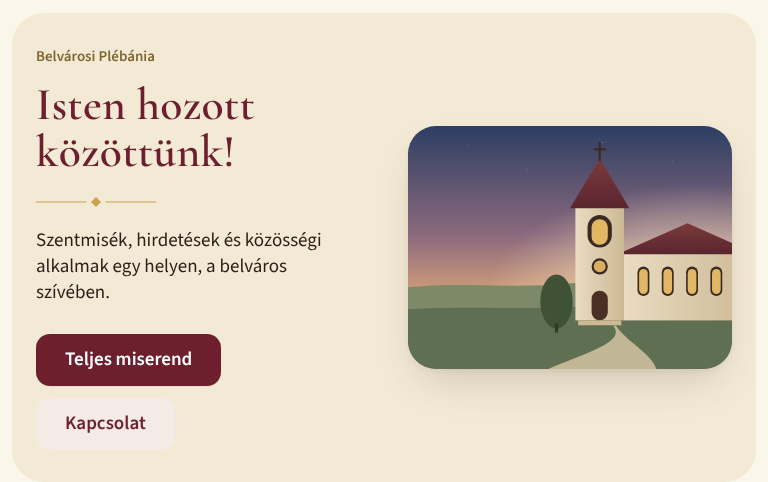 Belvárosi Plébánia
Isten hozott
közöttünk!
Szentmisék, hirdetések és közösségi
alkalmak egy helyen, a belváros
szívében.
Teljes miserend
Kapcsolat